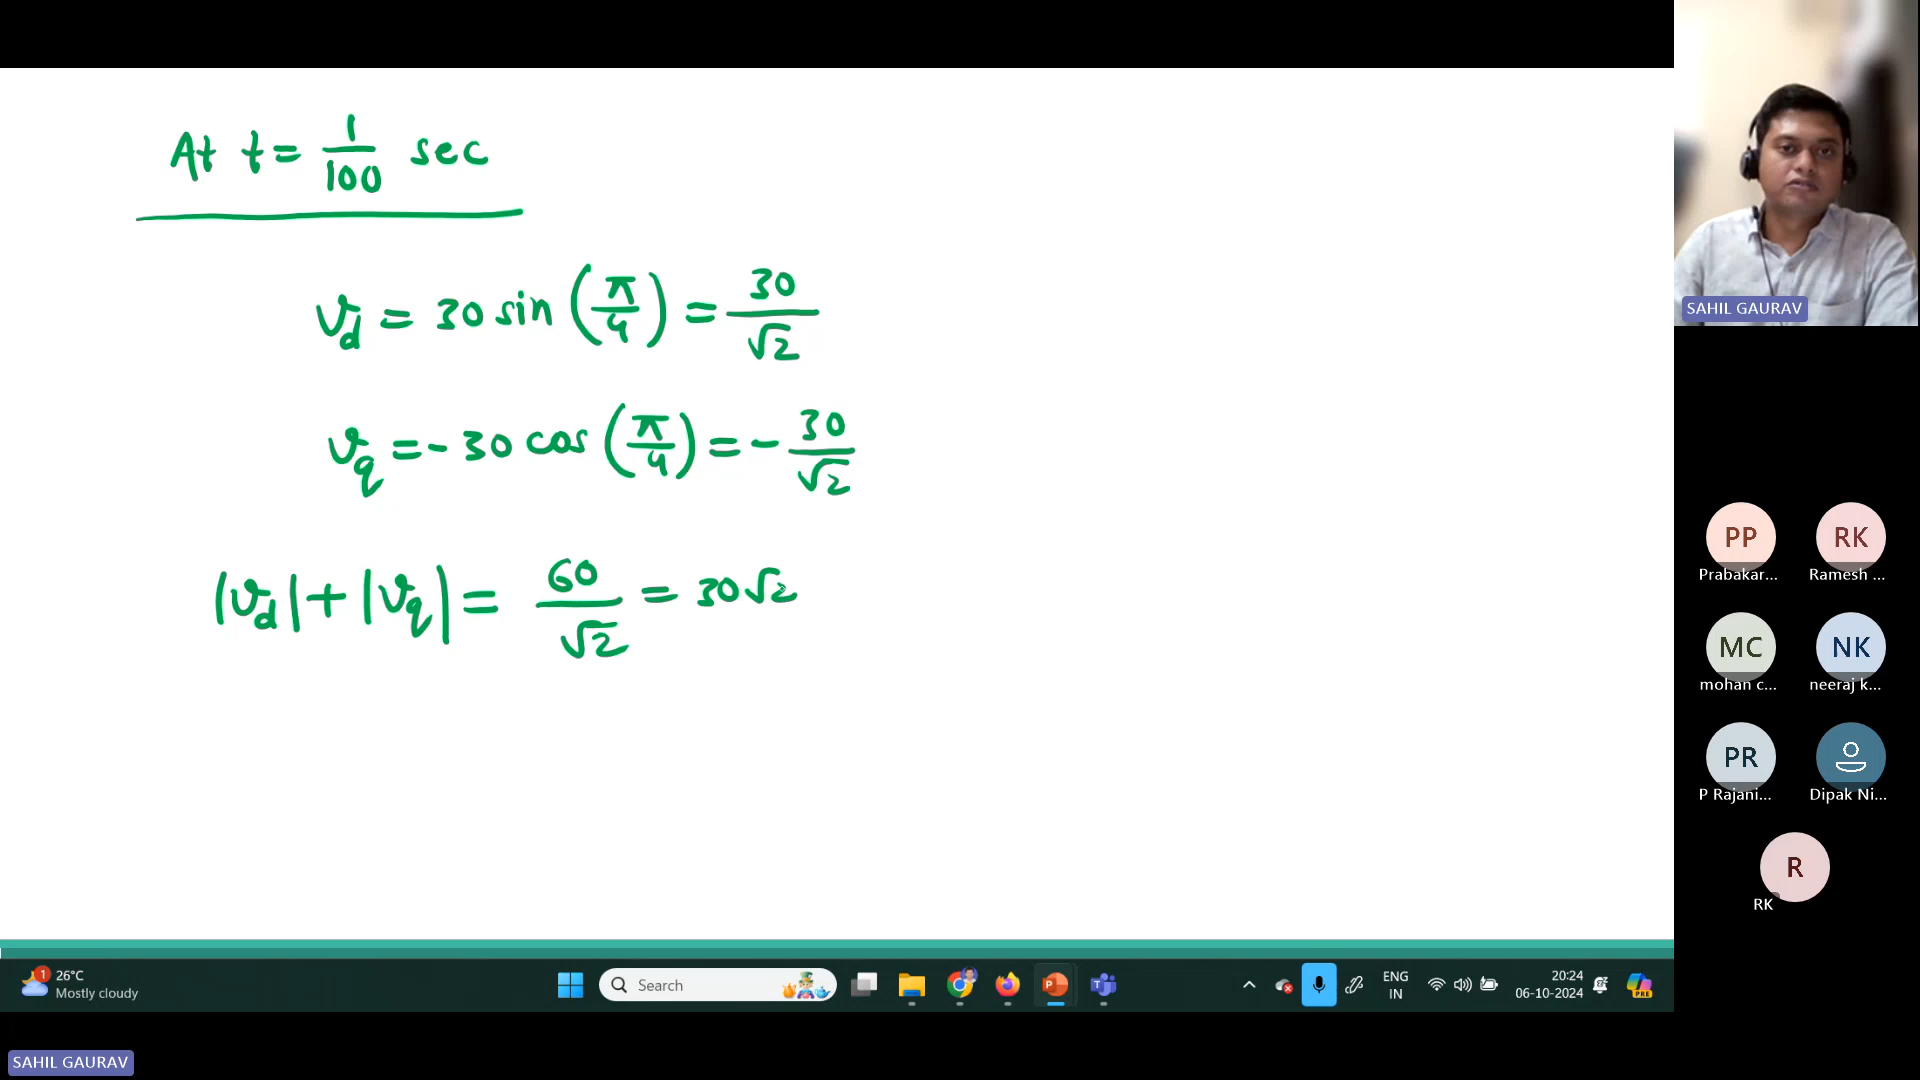 At t = 1/100 sec
v_d = 30 sin (π/4) = 30/√2
v_q = - 30 cos (π/4) = - 30/√2
|v_d| + |v_q| = 60/√2 = 30√2
SAHIL GAURAV
PP
RK
Prabakar...
Ramesh ...
MC
NK
mohan c...
neeraj k...
PR
P Rajani...
Dipak Ni...
R
RK
1
26°C
Mostly cloudy
Search
ENG
IN
20:24
06-10-2024
PRE
SAHIL GAURAV